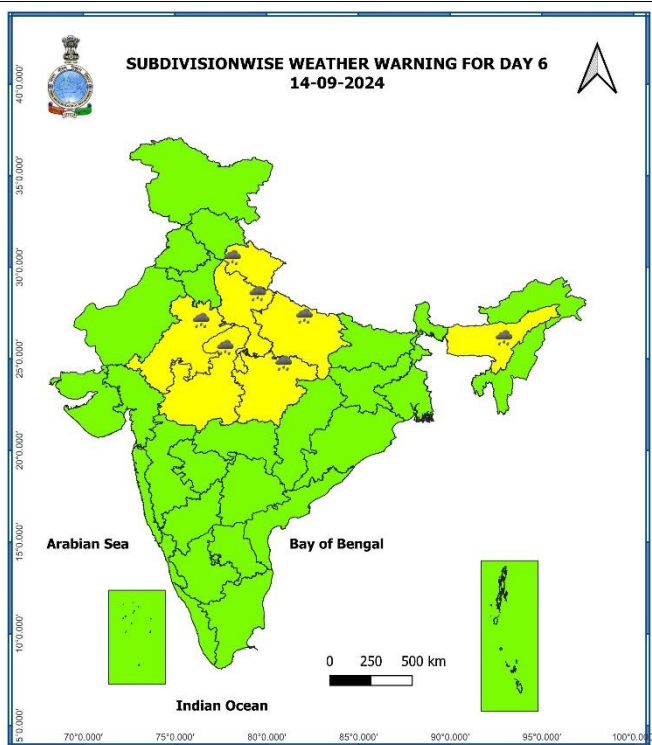 SUBDIVISIONWISE WEATHER WARNING FOR DAY 6
14-09-2024
40°0.000'
35°0.000'
30°0.000'
25°0.000'
20°0.000'
15°0.000'
10°0.000'
5°0.000'
Arabian Sea
Bay of Bengal
0 250 500 km
Indian Ocean
70°0.000' 75°0.000' 80°0.000' 85°0.000' 90°0.000' 95°0.000' 100°0.000'